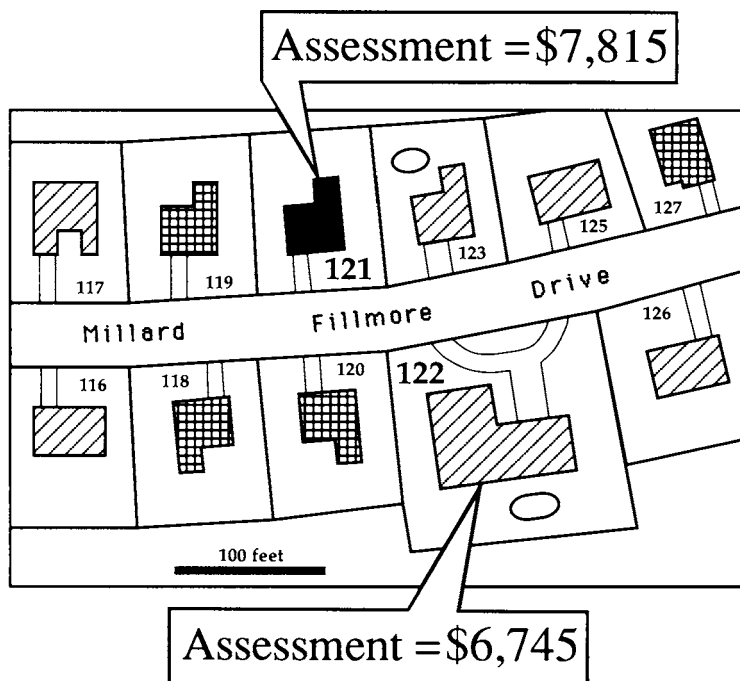 Assessment = $7,815
117
119
121
123
125
127
Millard Fillmore Drive
116
118
120
122
126
100 feet
Assessment = $6,745